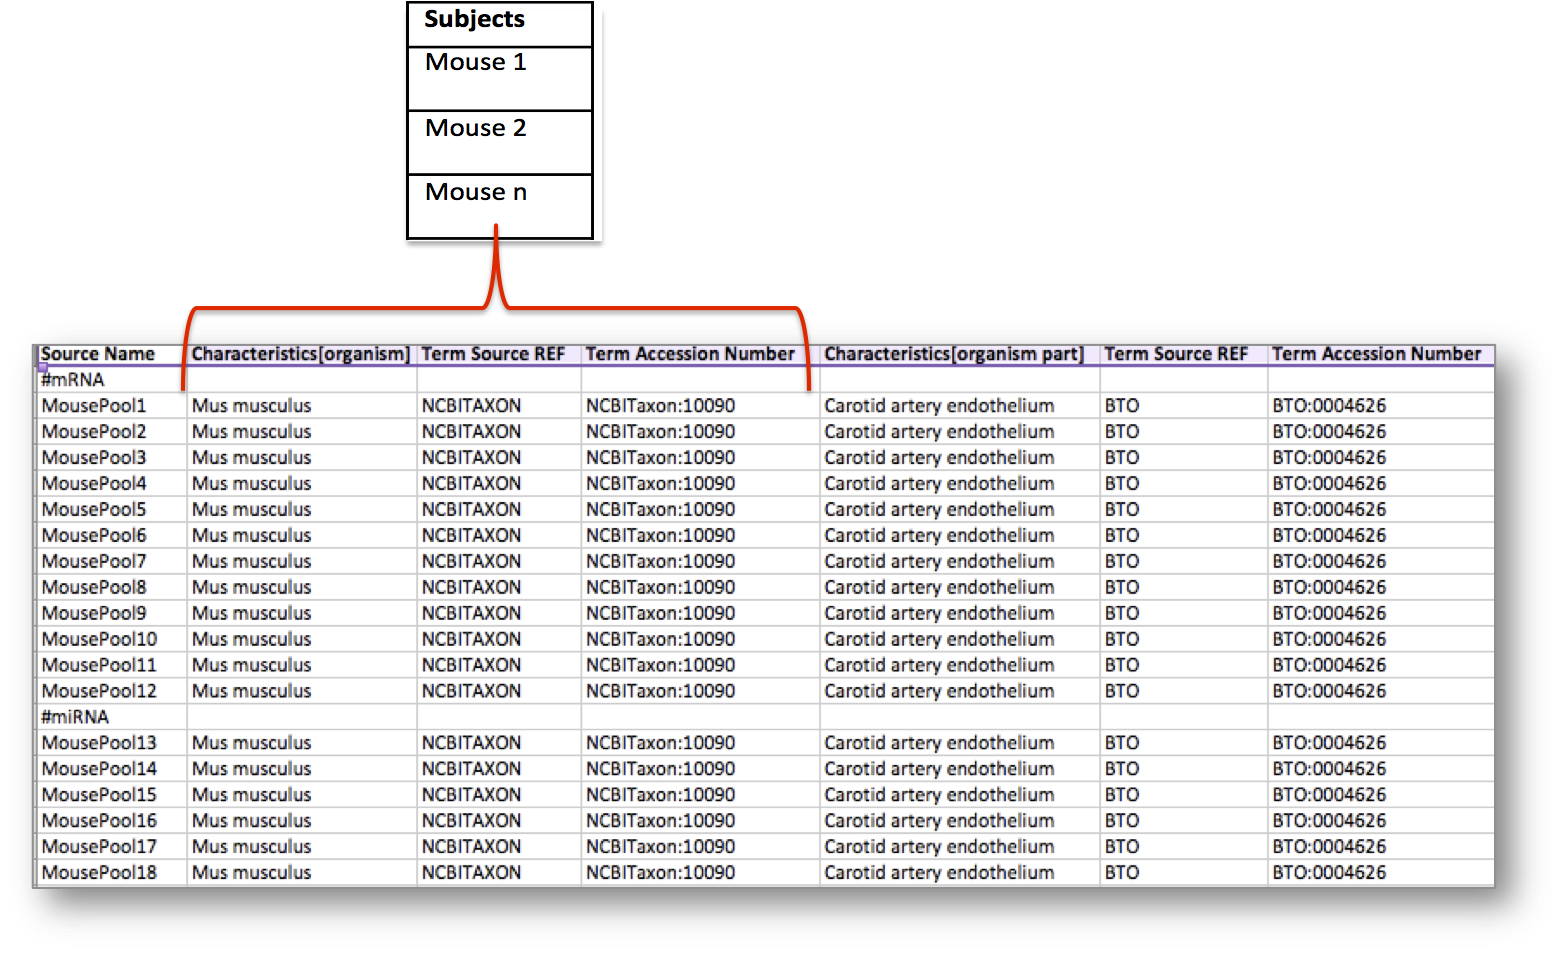 Subjects
Mouse 1
Mouse 2
Mouse n
Source Name Characteristics[organism] Term Source REF Term Accession Number Characteristics[organism part] Term Source REF Term Accession Number
#mRNA
MousePool1 Mus musculus NCBITAXON NCBITaxon:10090 Carotid artery endothelium BTO BTO:0004626
MousePool2 Mus musculus NCBITAXON NCBITaxon:10090 Carotid artery endothelium BTO BTO:0004626
MousePool3 Mus musculus NCBITAXON NCBITaxon:10090 Carotid artery endothelium BTO BTO:0004626
MousePool4 Mus musculus NCBITAXON NCBITaxon:10090 Carotid artery endothelium BTO BTO:0004626
MousePool5 Mus musculus NCBITAXON NCBITaxon:10090 Carotid artery endothelium BTO BTO:0004626
MousePool6 Mus musculus NCBITAXON NCBITaxon:10090 Carotid artery endothelium BTO BTO:0004626
MousePool7 Mus musculus NCBITAXON NCBITaxon:10090 Carotid artery endothelium BTO BTO:0004626
MousePool8 Mus musculus NCBITAXON NCBITaxon:10090 Carotid artery endothelium BTO BTO:0004626
MousePool9 Mus musculus NCBITAXON NCBITaxon:10090 Carotid artery endothelium BTO BTO:0004626
MousePool10 Mus musculus NCBITAXON NCBITaxon:10090 Carotid artery endothelium BTO BTO:0004626
MousePool11 Mus musculus NCBITAXON NCBITaxon:10090 Carotid artery endothelium BTO BTO:0004626
MousePool12 Mus musculus NCBITAXON NCBITaxon:10090 Carotid artery endothelium BTO BTO:0004626
#miRNA
MousePool13 Mus musculus NCBITAXON NCBITaxon:10090 Carotid artery endothelium BTO BTO:0004626
MousePool14 Mus musculus NCBITAXON NCBITaxon:10090 Carotid artery endothelium BTO BTO:0004626
MousePool15 Mus musculus NCBITAXON NCBITaxon:10090 Carotid artery endothelium BTO BTO:0004626
MousePool16 Mus musculus NCBITAXON NCBITaxon:10090 Carotid artery endothelium BTO BTO:0004626
MousePool17 Mus musculus NCBITAXON NCBITaxon:10090 Carotid artery endothelium BTO BTO:0004626
MousePool18 Mus musculus NCBITAXON NCBITaxon:10090 Carotid artery endothelium BTO BTO:0004626